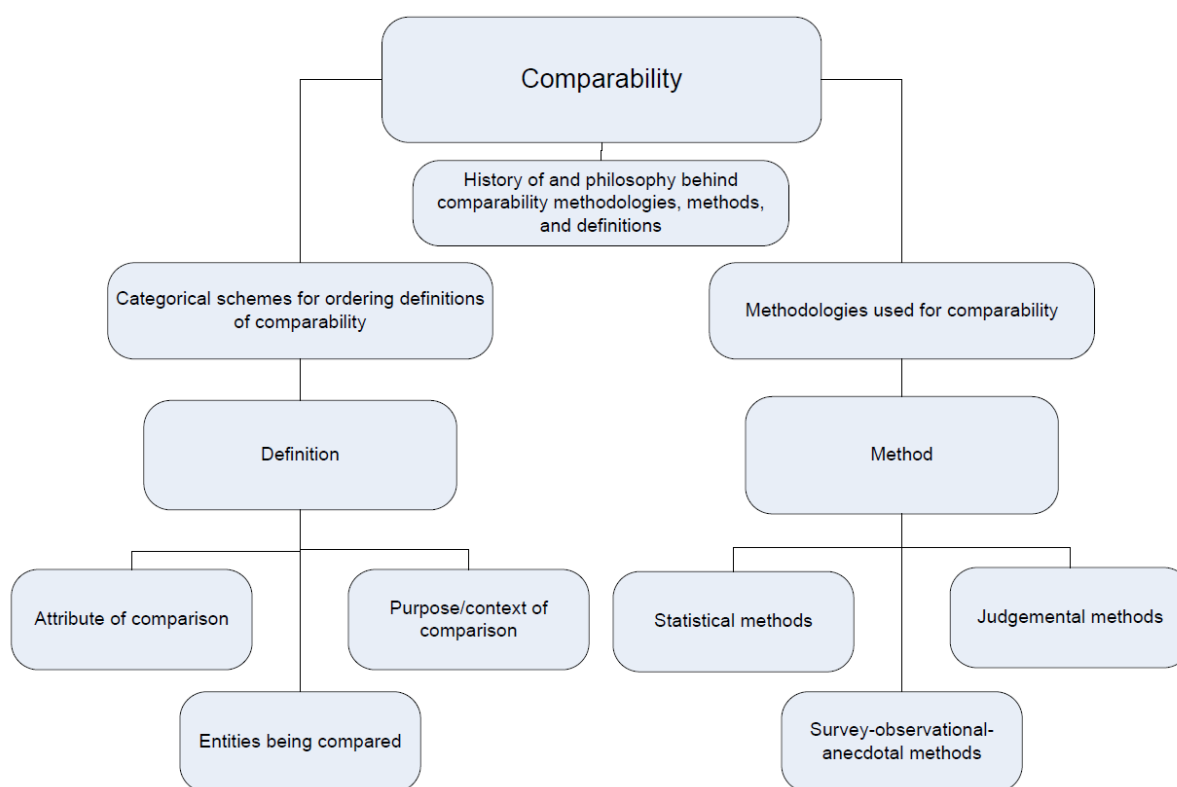 Comparability
History of and philosophy behind
comparability methodologies, methods,
and definitions
Categorical schemes for ordering definitions
of comparability
Methodologies used for comparability
Definition
Method
Attribute of comparison
Purpose/context of
comparison
Statistical methods
Judgemental methods
Entities being compared
Survey-observational-
anecdotal methods